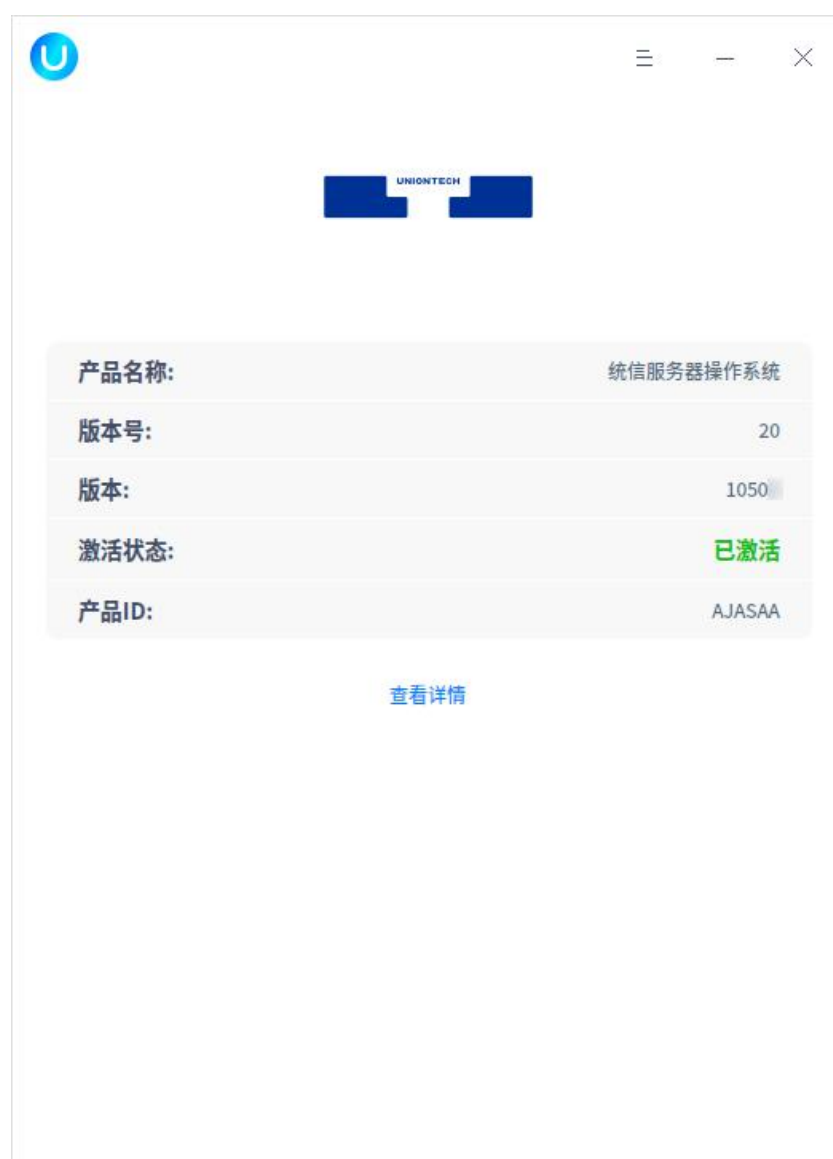 UNIONTECH
产品名称: 统信服务器操作系统
版本号: 20
版本: 1050
激活状态: 已激活
产品ID: AJASAA
查看详情